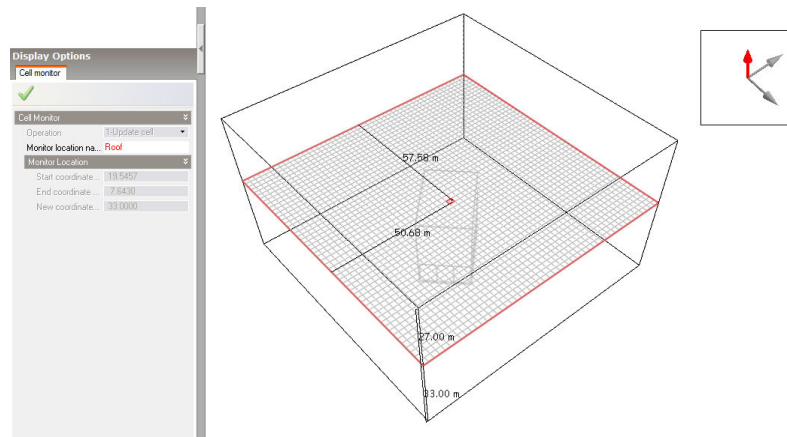 Display Options
Cell monitor
Cell Monitor
Operation 1-Update cell
Monitor location na... Roof
Monitor Location
Start coordinate... 19.5457
End coordinate ... -7.6430
New coordinate... 33.0000
57.58 m
50.68 m
27.00 m
33.00 m